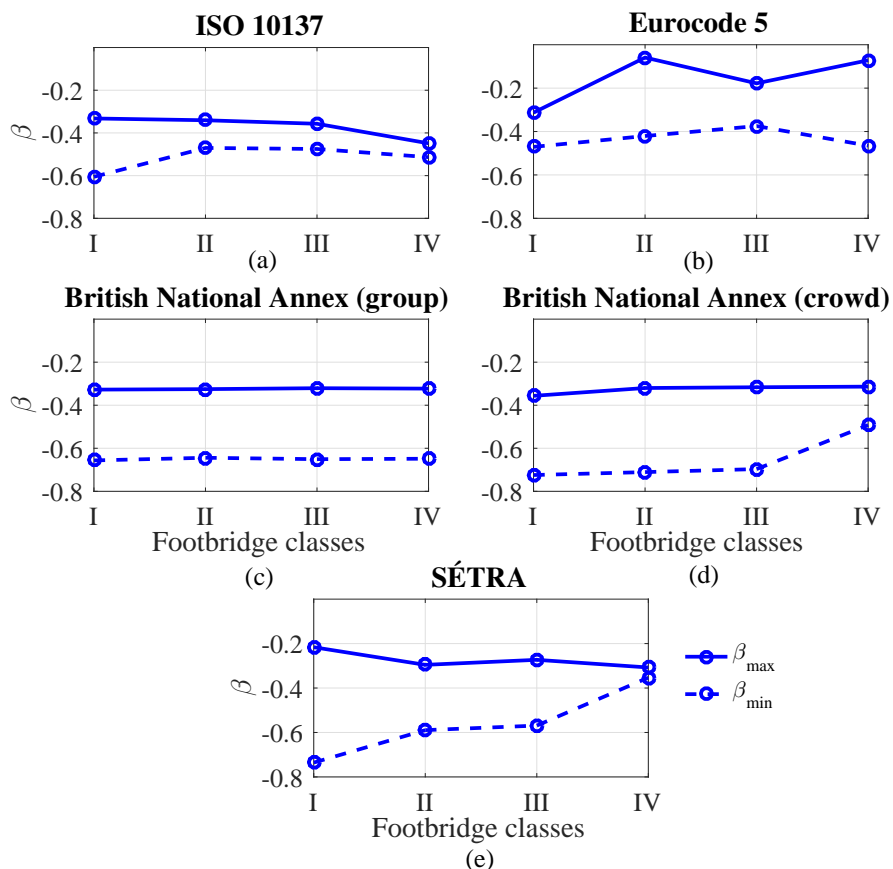 ISO 10137
Eurocode 5
β
-0.2
-0.4
-0.6
-0.8
I II III IV
(a)
-0.2
-0.4
-0.6
-0.8
I II III IV
(b)
British National Annex (group)
β
-0.2
-0.4
-0.6
-0.8
I II III IV
Footbridge classes
(c)
British National Annex (crowd)
-0.2
-0.4
-0.6
-0.8
I II III IV
Footbridge classes
(d)
SÉTRA
β
-0.2
-0.4
-0.6
-0.8
I II III IV
Footbridge classes
(e)
βmax
βmin